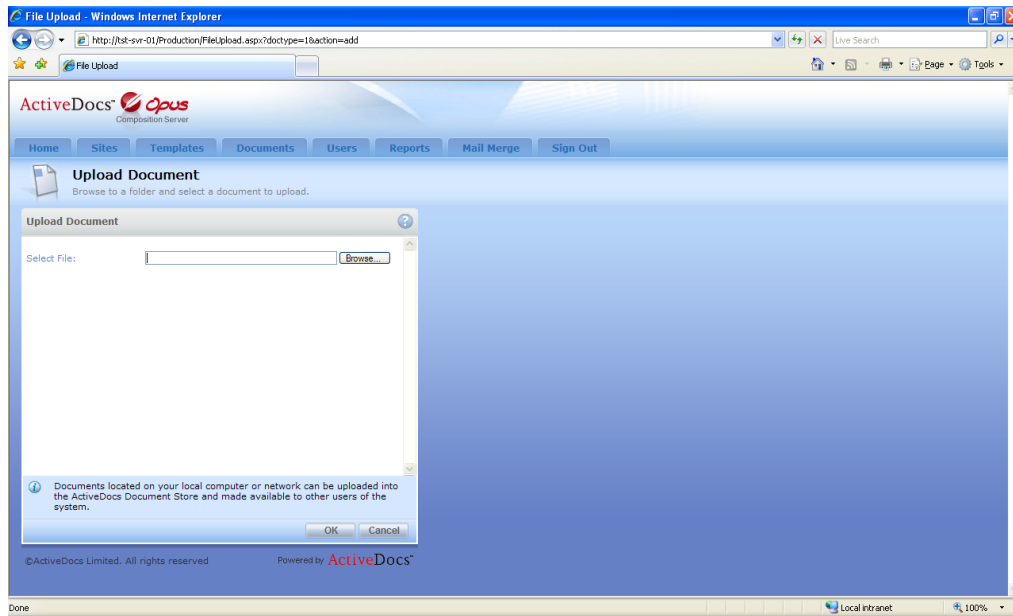 File Upload - Windows Internet Explorer
http://tst-svr-01/Production/FileUpload.aspx?doctype=1&action=add
Live Search
File Upload
Page
Tools
ActiveDocs™ Opus
Composition Server
Home Sites Templates Documents Users Reports Mail Merge Sign Out
Upload Document
Browse to a folder and select a document to upload.
Upload Document
Select File:
Browse...
Documents located on your local computer or network can be uploaded into
the ActiveDocs Document Store and made available to other users of the
system.
OK Cancel
©ActiveDocs Limited. All rights reserved
Powered by ActiveDocs™
Done
Local intranet
100%